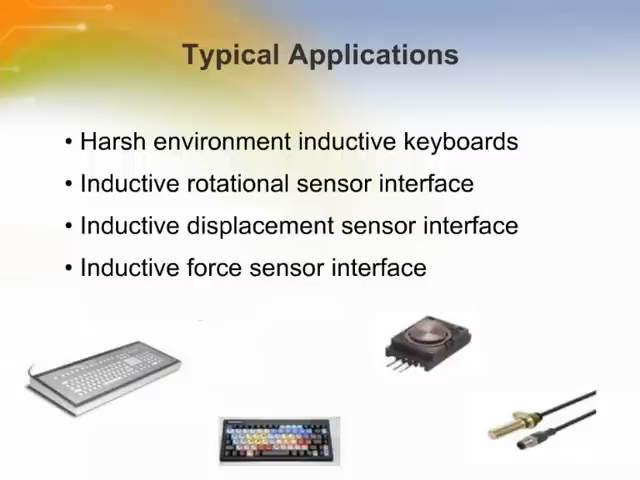 Typical Applications
• Harsh environment inductive keyboards
• Inductive rotational sensor interface
• Inductive displacement sensor interface
• Inductive force sensor interface